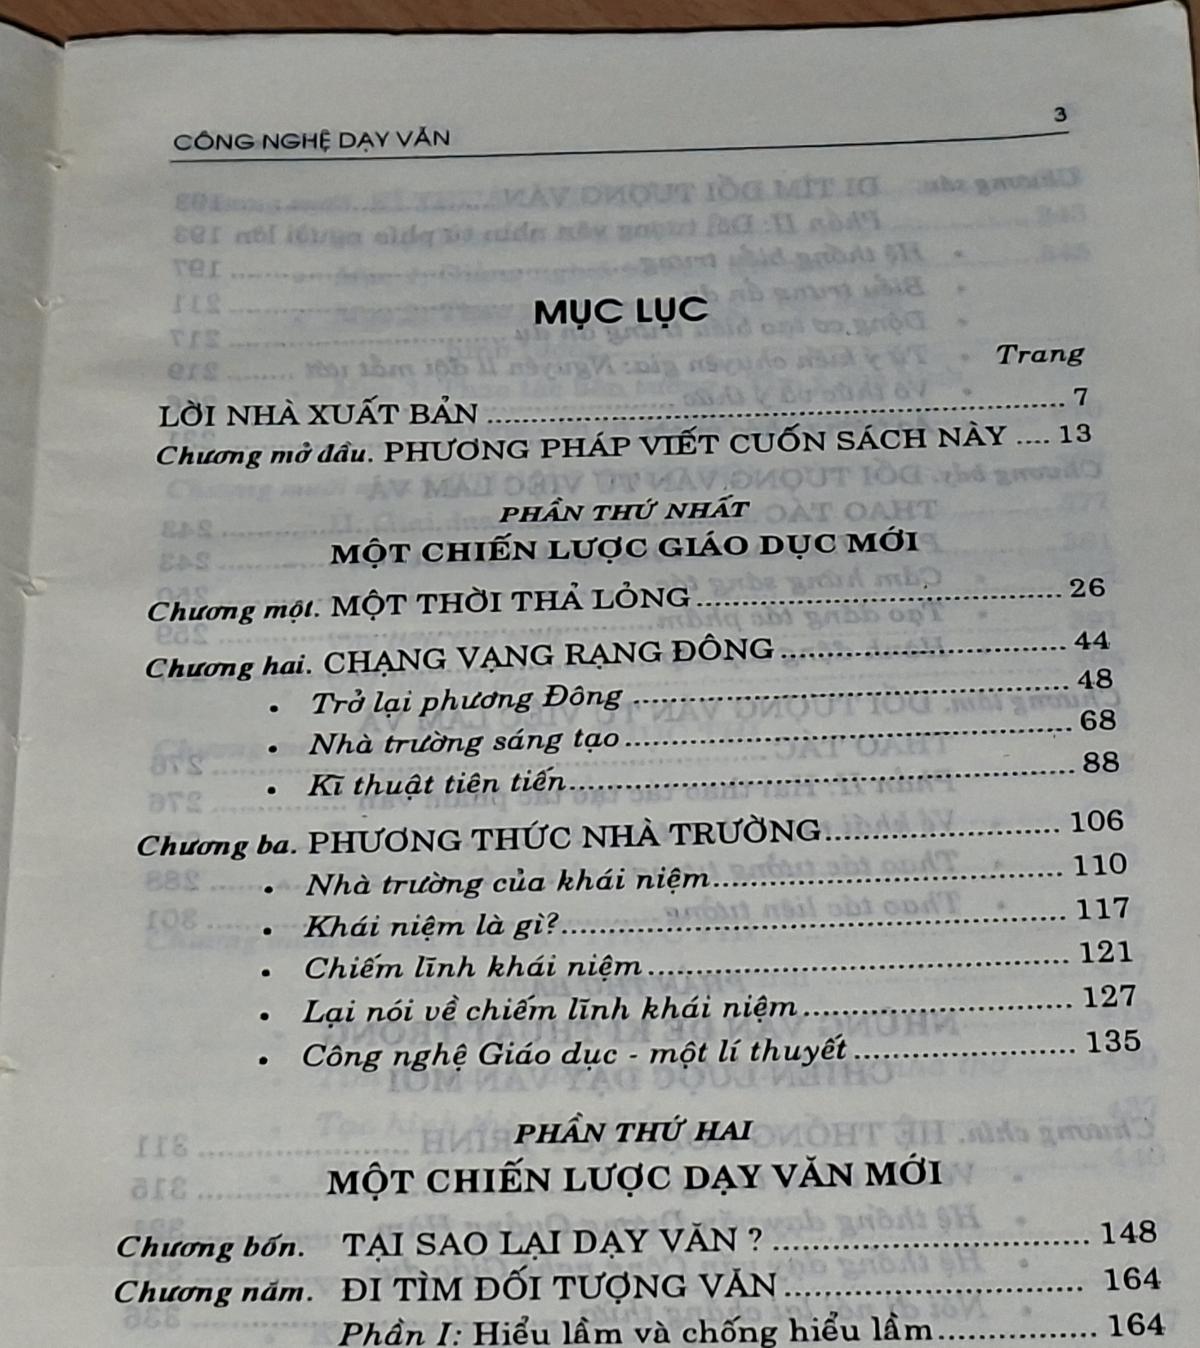 CÔNG NGHỆ DẠY VĂN 3
MỤC LỤC
Trang
LỜI NHÀ XUẤT BẢN ........ 7
Chương mở đầu. PHƯƠNG PHÁP VIẾT CUỐN SÁCH NÀY .... 13
PHẦN THỨ NHẤT
MỘT CHIẾN LƯỢC GIÁO DỤC MỚI
Chương một. MỘT THỜI THẢ LỎNG ........ 26
Chương hai. CHẠNG VẠNG RẠNG ĐÔNG ........ 44
• Trở lại phương Đông ........ 48
• Nhà trường sáng tạo ........ 68
• Kĩ thuật tiên tiến ........ 88
Chương ba. PHƯƠNG THỨC NHÀ TRƯỜNG ........ 106
• Nhà trường của khái niệm ........ 110
• Khái niệm là gì? ........ 117
• Chiếm lĩnh khái niệm ........ 121
• Lại nói về chiếm lĩnh khái niệm ........ 127
• Công nghệ Giáo dục - một lí thuyết ........ 135
PHẦN THỨ HAI
MỘT CHIẾN LƯỢC DẠY VĂN MỚI
Chương bốn. TẠI SAO LẠI DẠY VĂN ? ........ 148
Chương năm. ĐI TÌM ĐỐI TƯỢNG VĂN ........ 164
Phần I: Hiểu lầm và chống hiểu lầm ........ 164